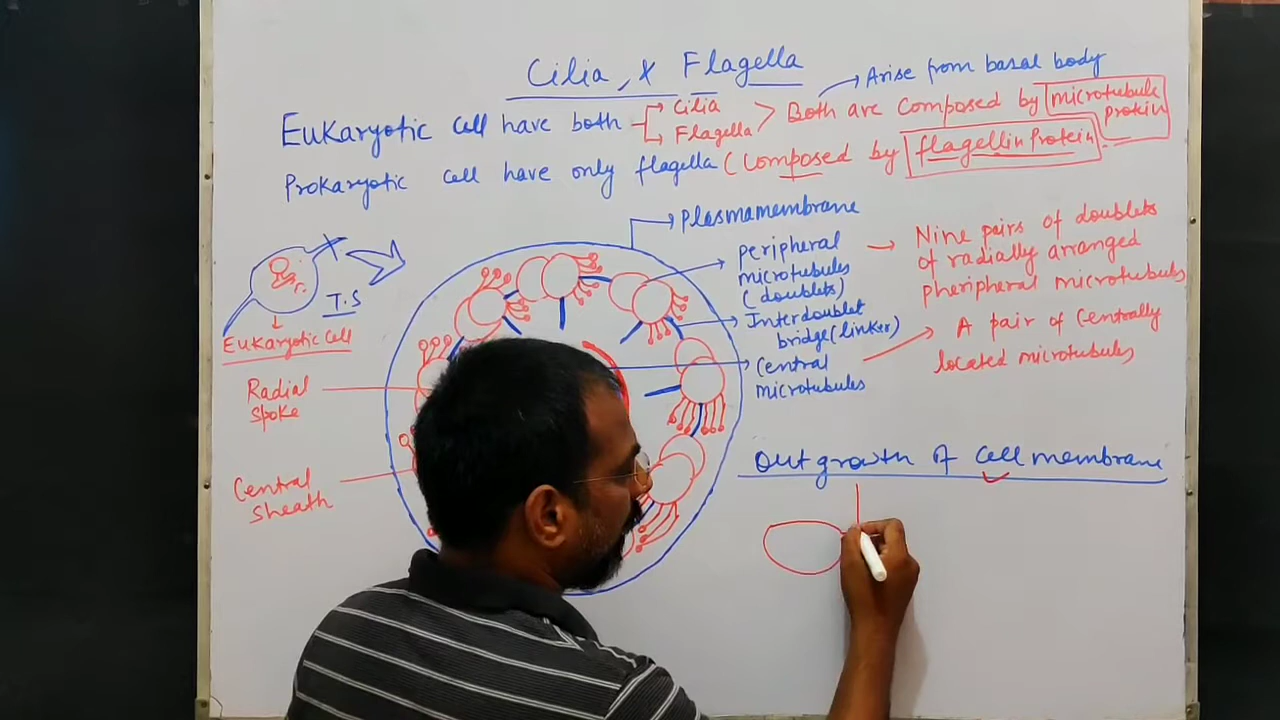 Cilia, & Flagella
Arise from basal body
Eukaryotic cell have both
Cilia
Flagella
Both are composed by microtubule protein
Prokaryotic cell have only flagella (Composed by flagellin protein)
Plasmamembrane
peripheral
microtubules
(doublets)
Nine pairs of doublets
of radially arranged
pheripheral microtubuls
Interdoublet
bridge (linker)
Central
microtubules
A pair of centrally
located microtubuls
T.S
Eukaryotic Cell
Radial
spoke
Central
sheath
Out growth of cell membrane